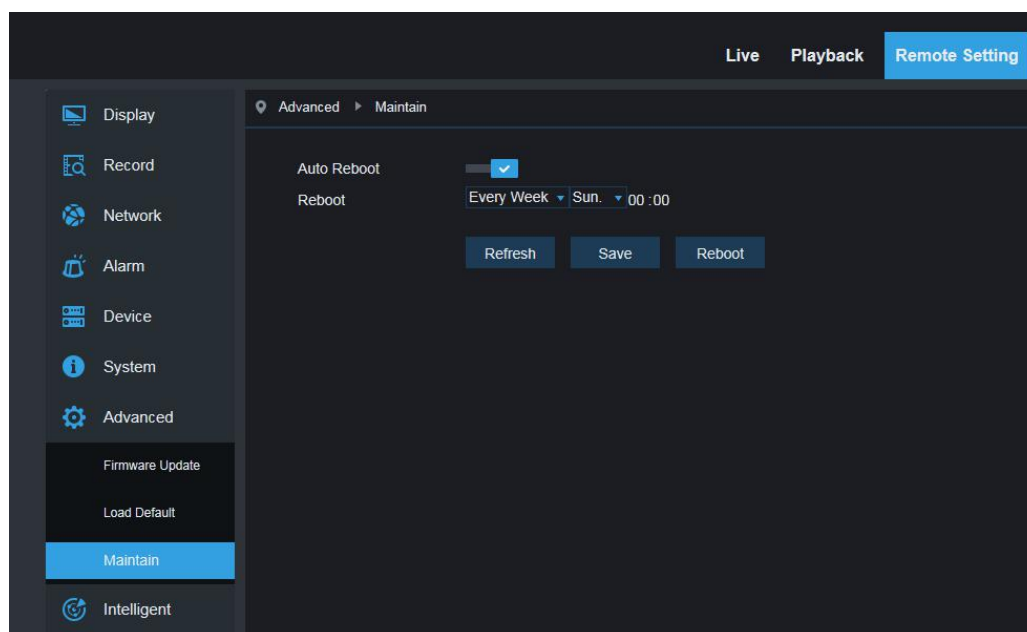 Live Playback Remote Setting
Display
Advanced Maintain
Record
Auto Reboot
Reboot Every Week Sun. 00 :00
Network
Refresh Save Reboot
Alarm
Device
System
Advanced
Firmware Update
Load Default
Maintain
Intelligent